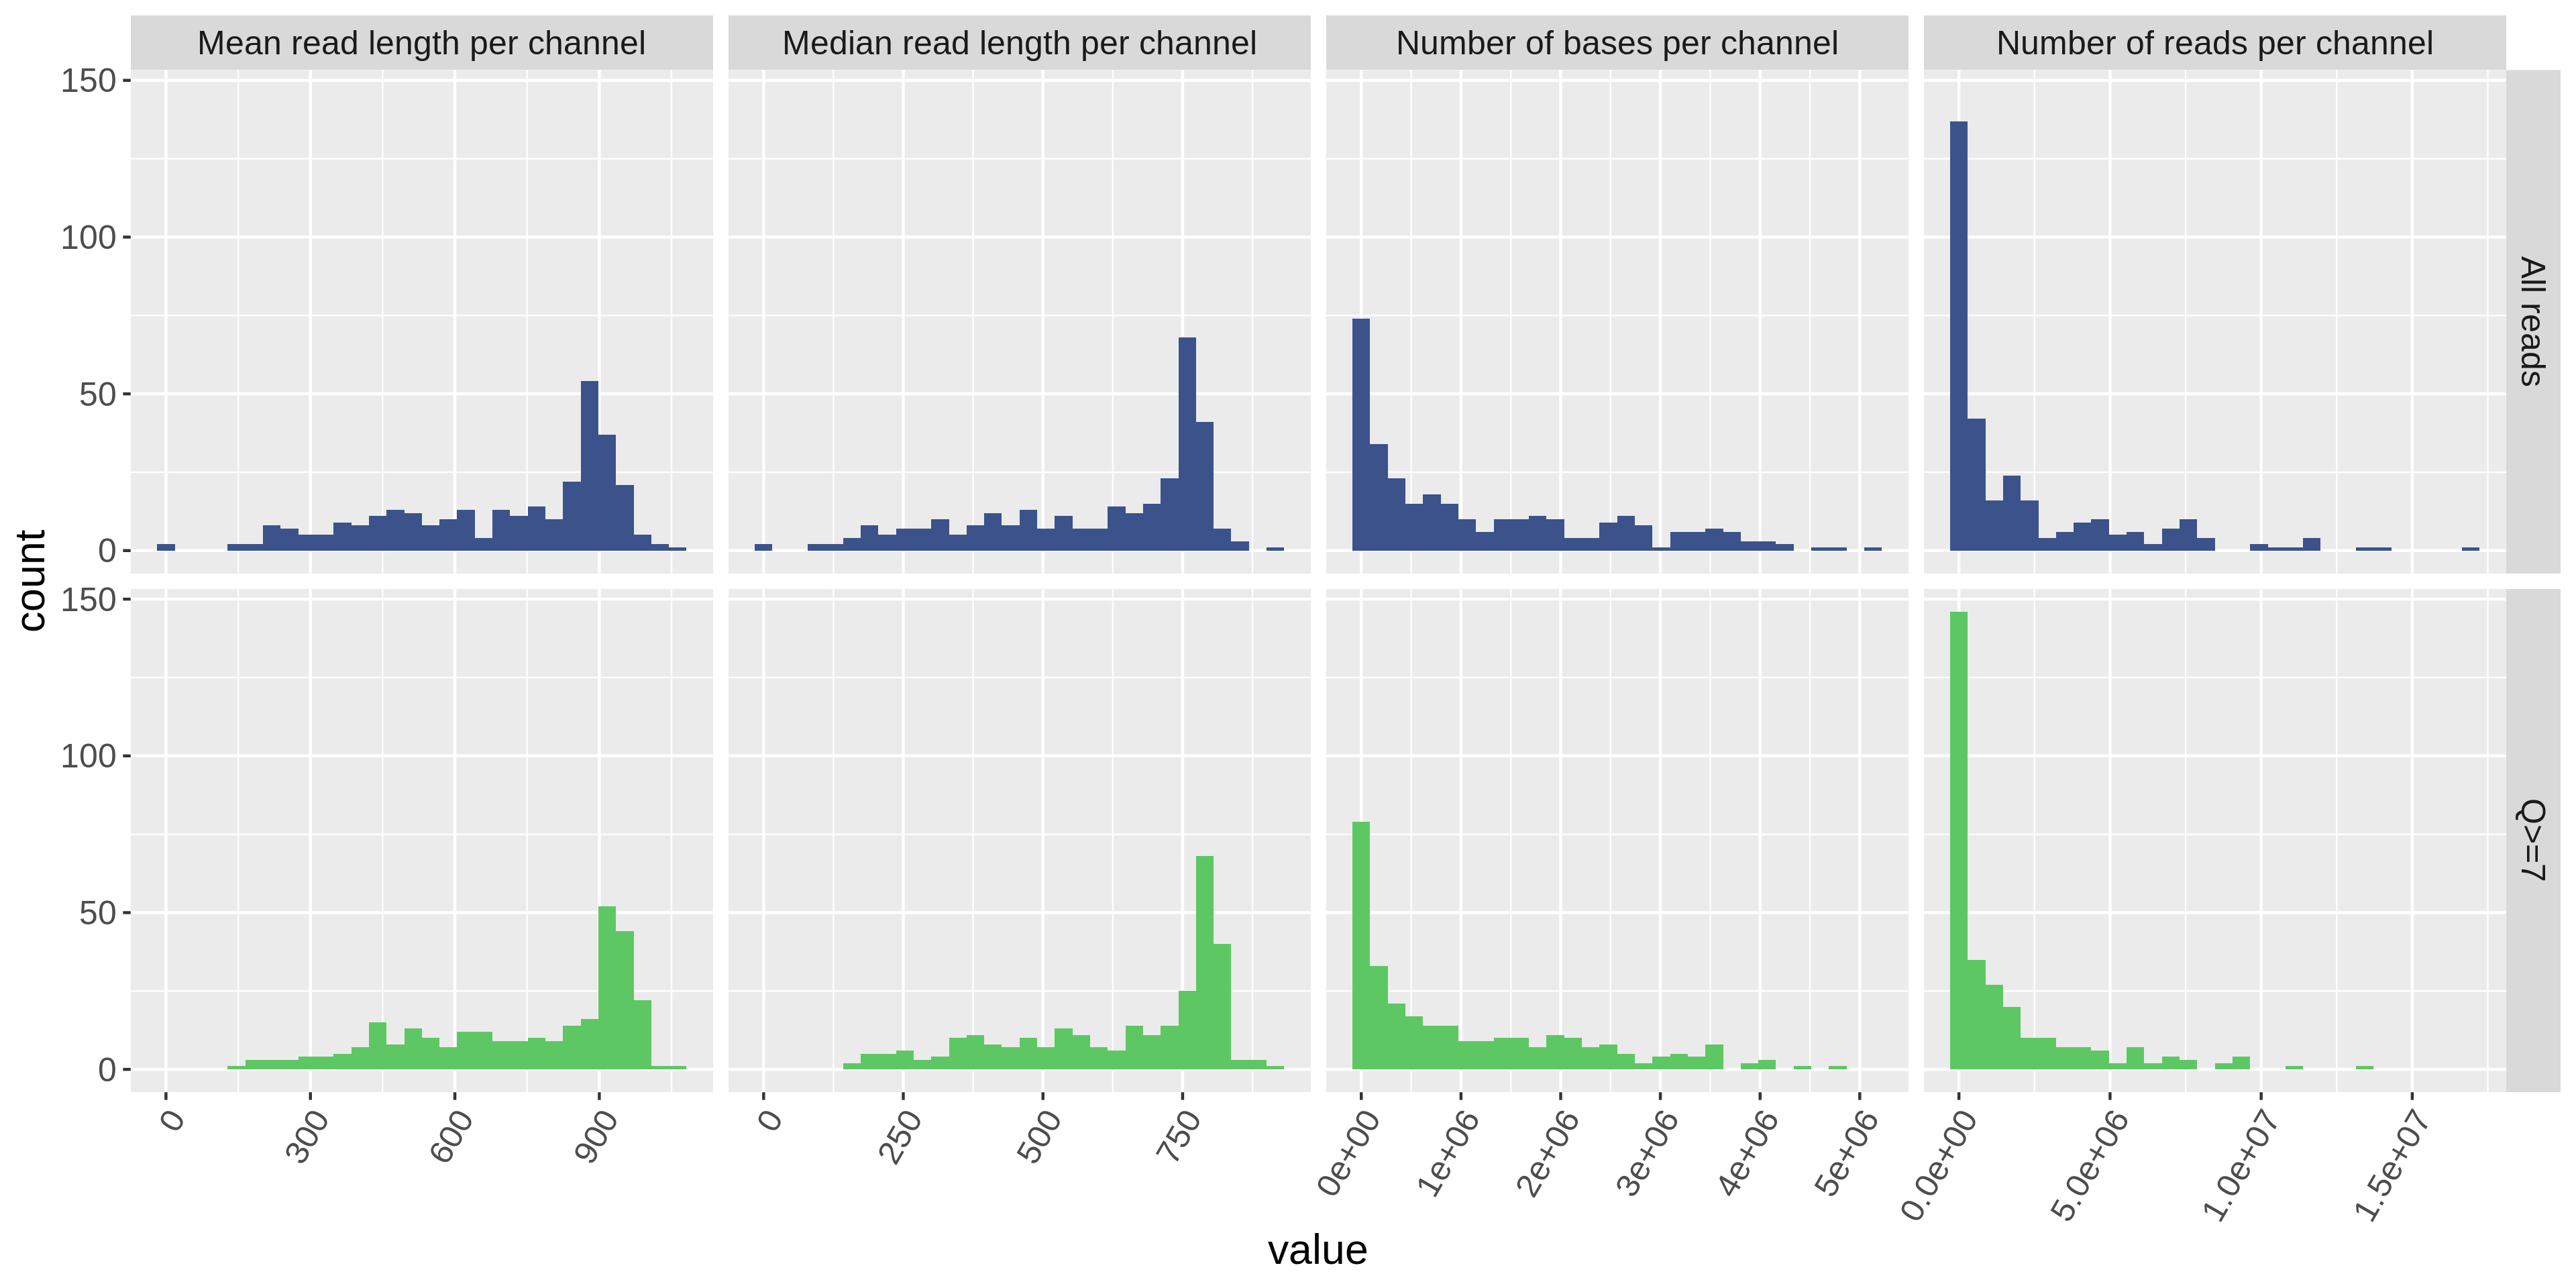 Mean read length per channel
Median read length per channel
Number of bases per channel
Number of reads per channel
150
100
50
0
All reads
count
150
100
50
0
Q>=7
0
300
600
900
0
250
500
750
0e+00
1e+06
2e+06
3e+06
4e+06
5e+06
0.0e+00
5.0e+06
1.0e+07
1.5e+07
value